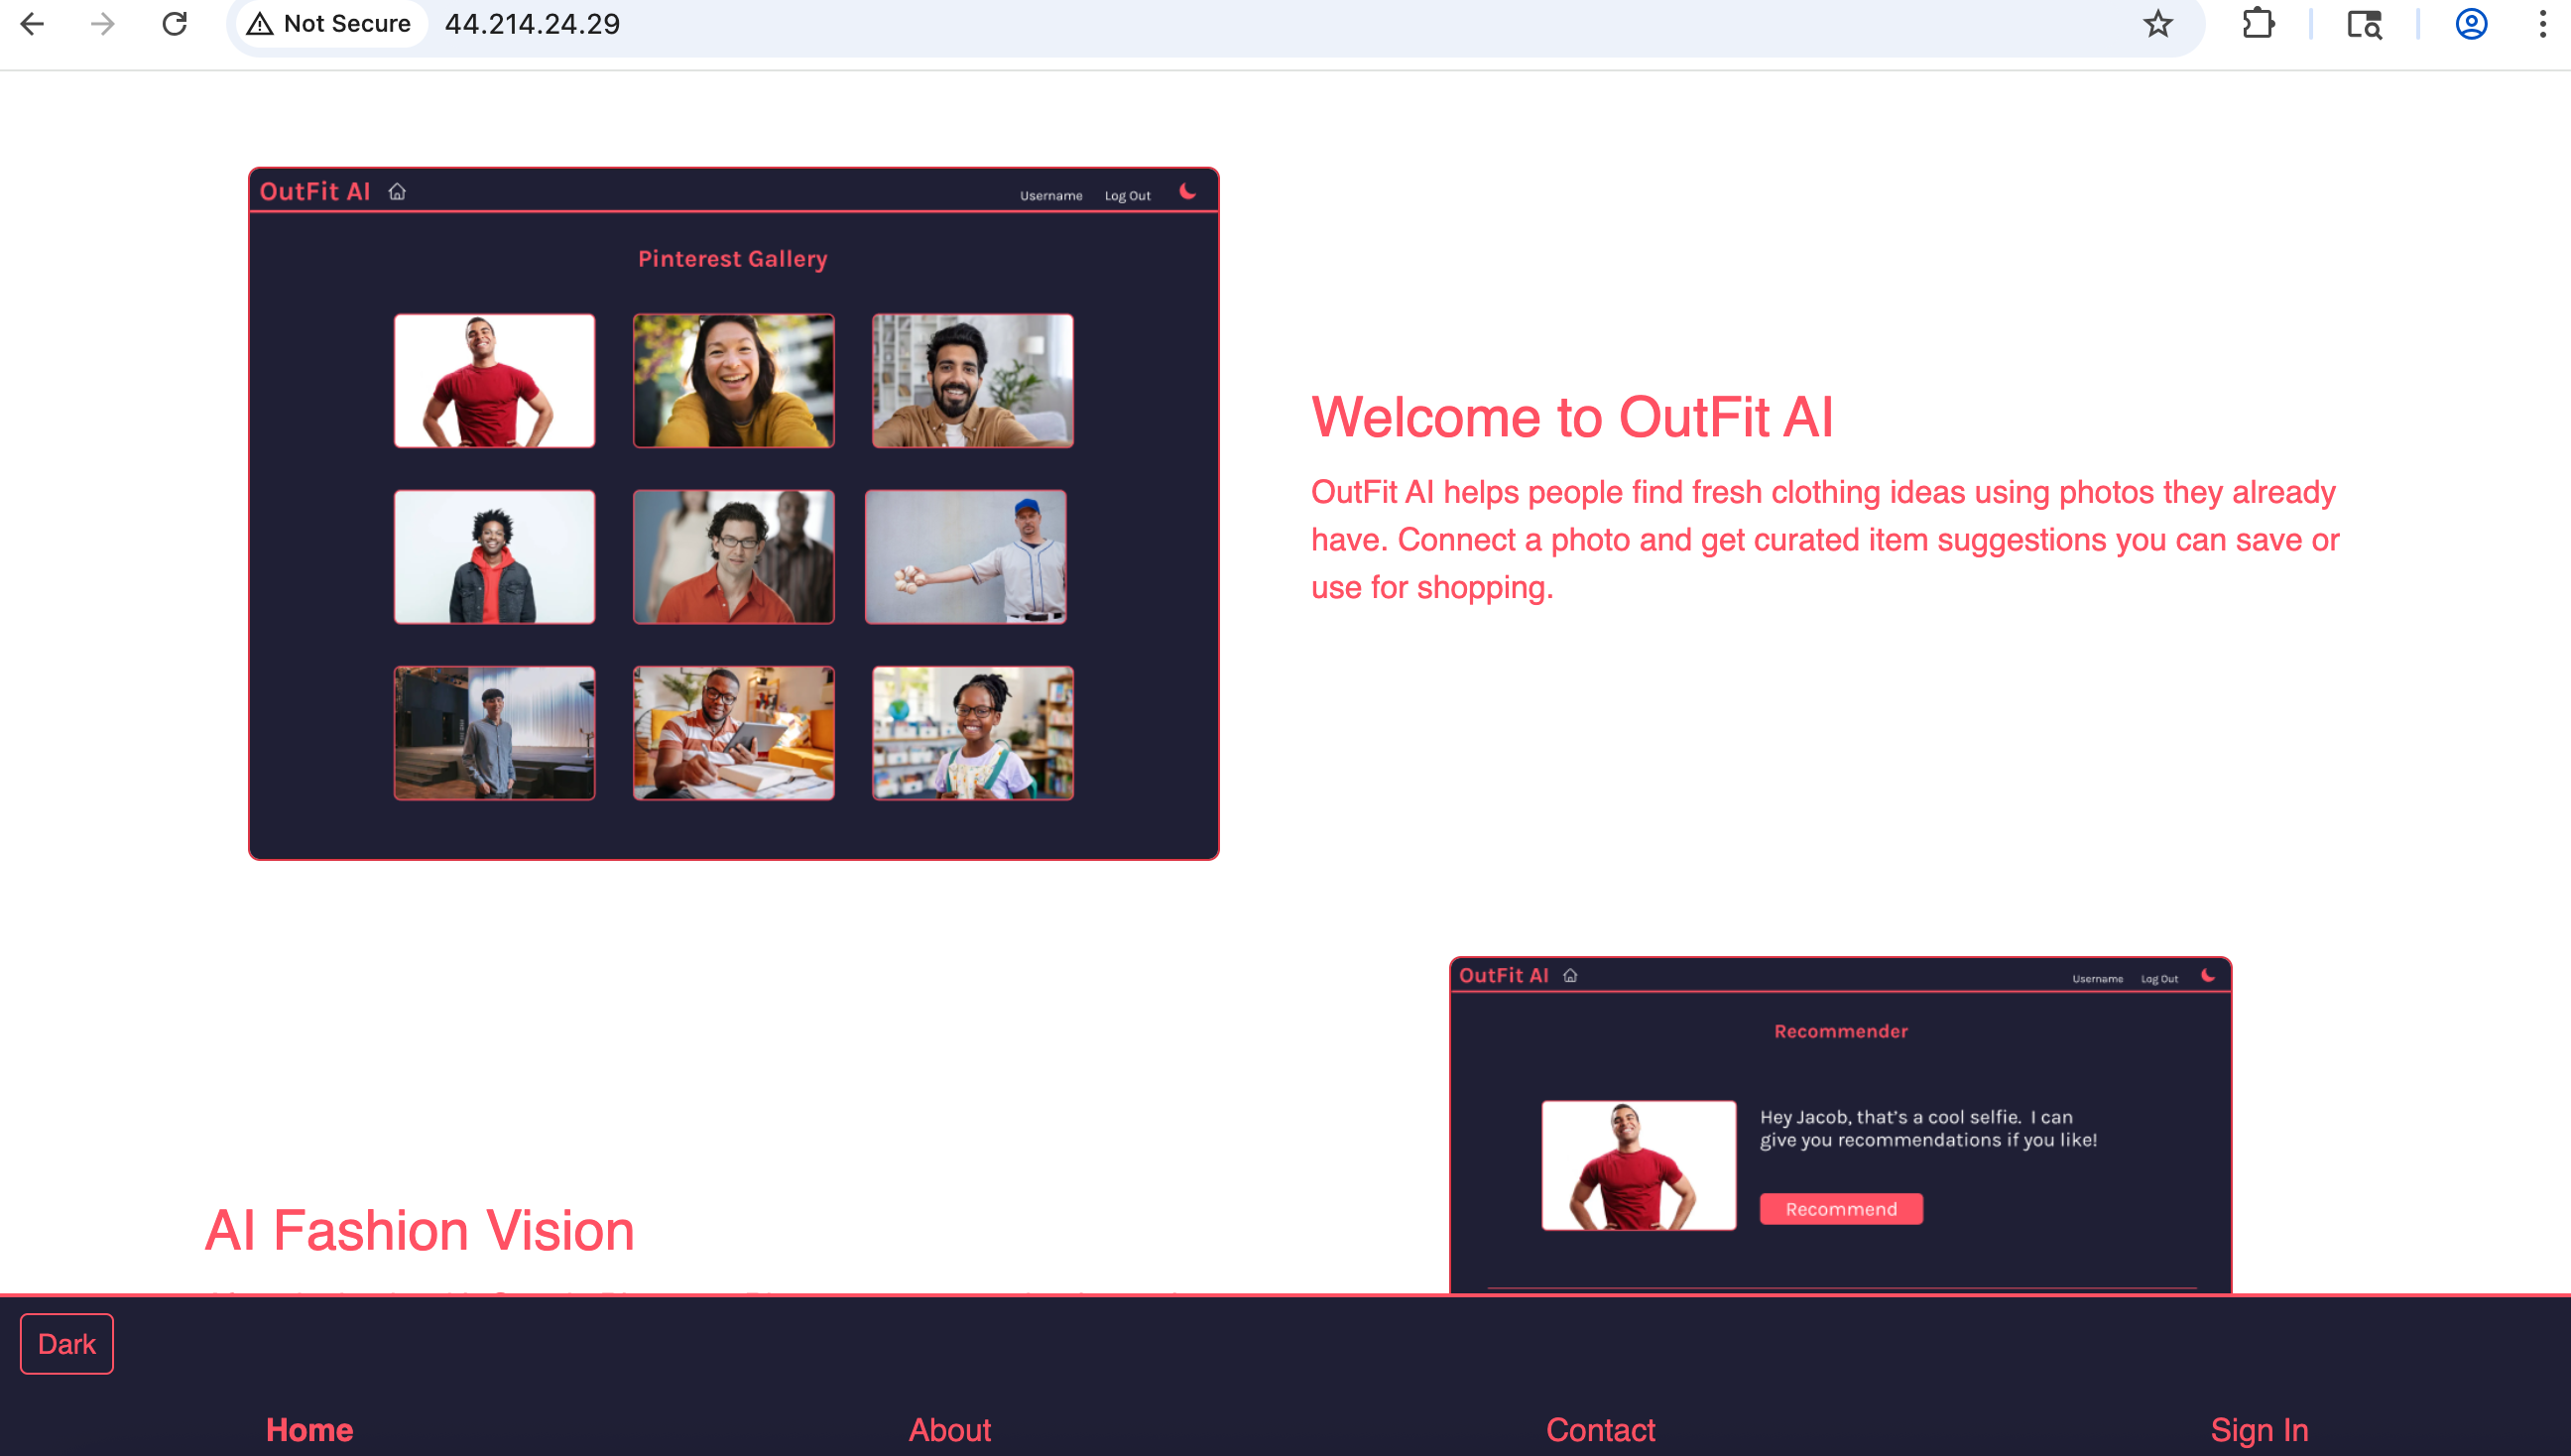 Not Secure 44.214.24.29
OutFit AI
Username Log Out
Pinterest Gallery
Welcome to OutFit AI
OutFit AI helps people find fresh clothing ideas using photos they already
have. Connect a photo and get curated item suggestions you can save or
use for shopping.
OutFit AI
Username Log Out
Recommender
Hey Jacob, that's a cool selfie. I can
give you recommendations if you like!
Recommend
AI Fashion Vision
Dark
Home About Contact Sign In